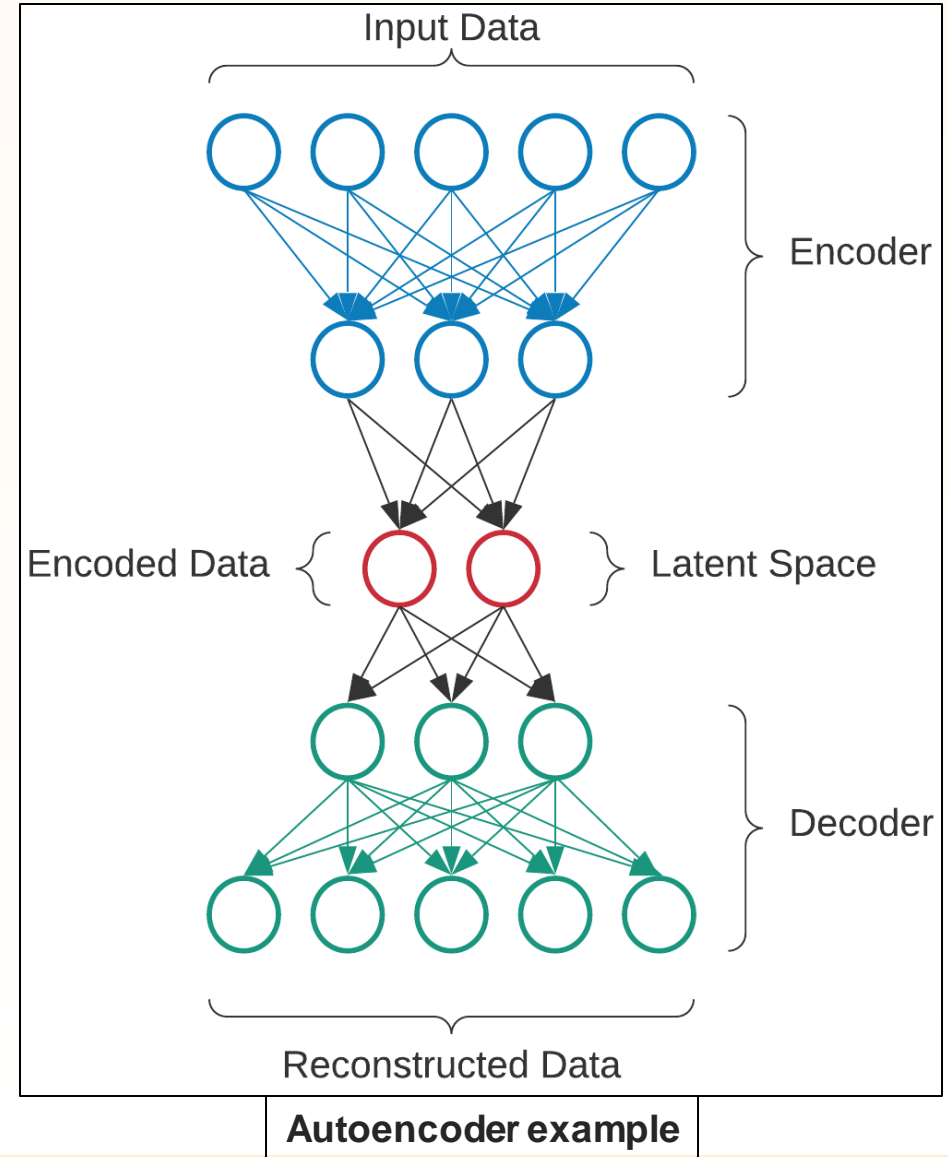 Input Data
Encoder
Encoded Data
Latent Space
Decoder
Reconstructed Data
Autoencoder example